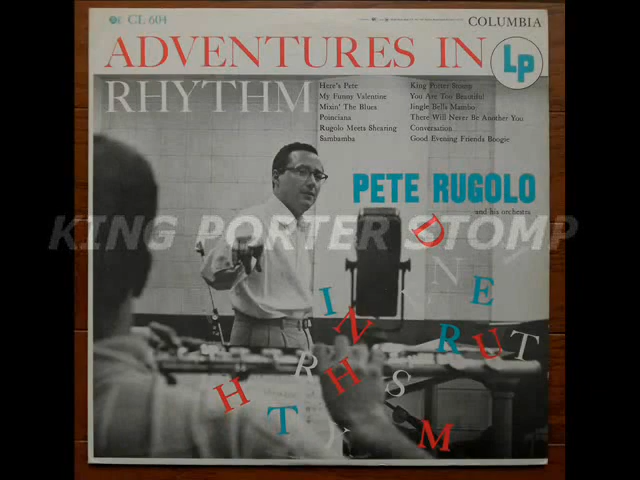 CL 604
COLUMBIA
ADVENTURES IN
Lp
RHYTHM
Here's Pete
My Funny Valentine
Mixin' The Blues
Poinciana
Rugolo Meets Shearing
Sambamba
King Porter Stomp
You Are Too Beautiful
Jingle Bells Mambo
There Will Never Be Another You
Conversation
Good Evening Friends Boogie
PETE RUGOLO
and his orchestra
KING PORTER STOMP
D
N
E
I
N
R
U
T
R
H
H
S
T
Y
M